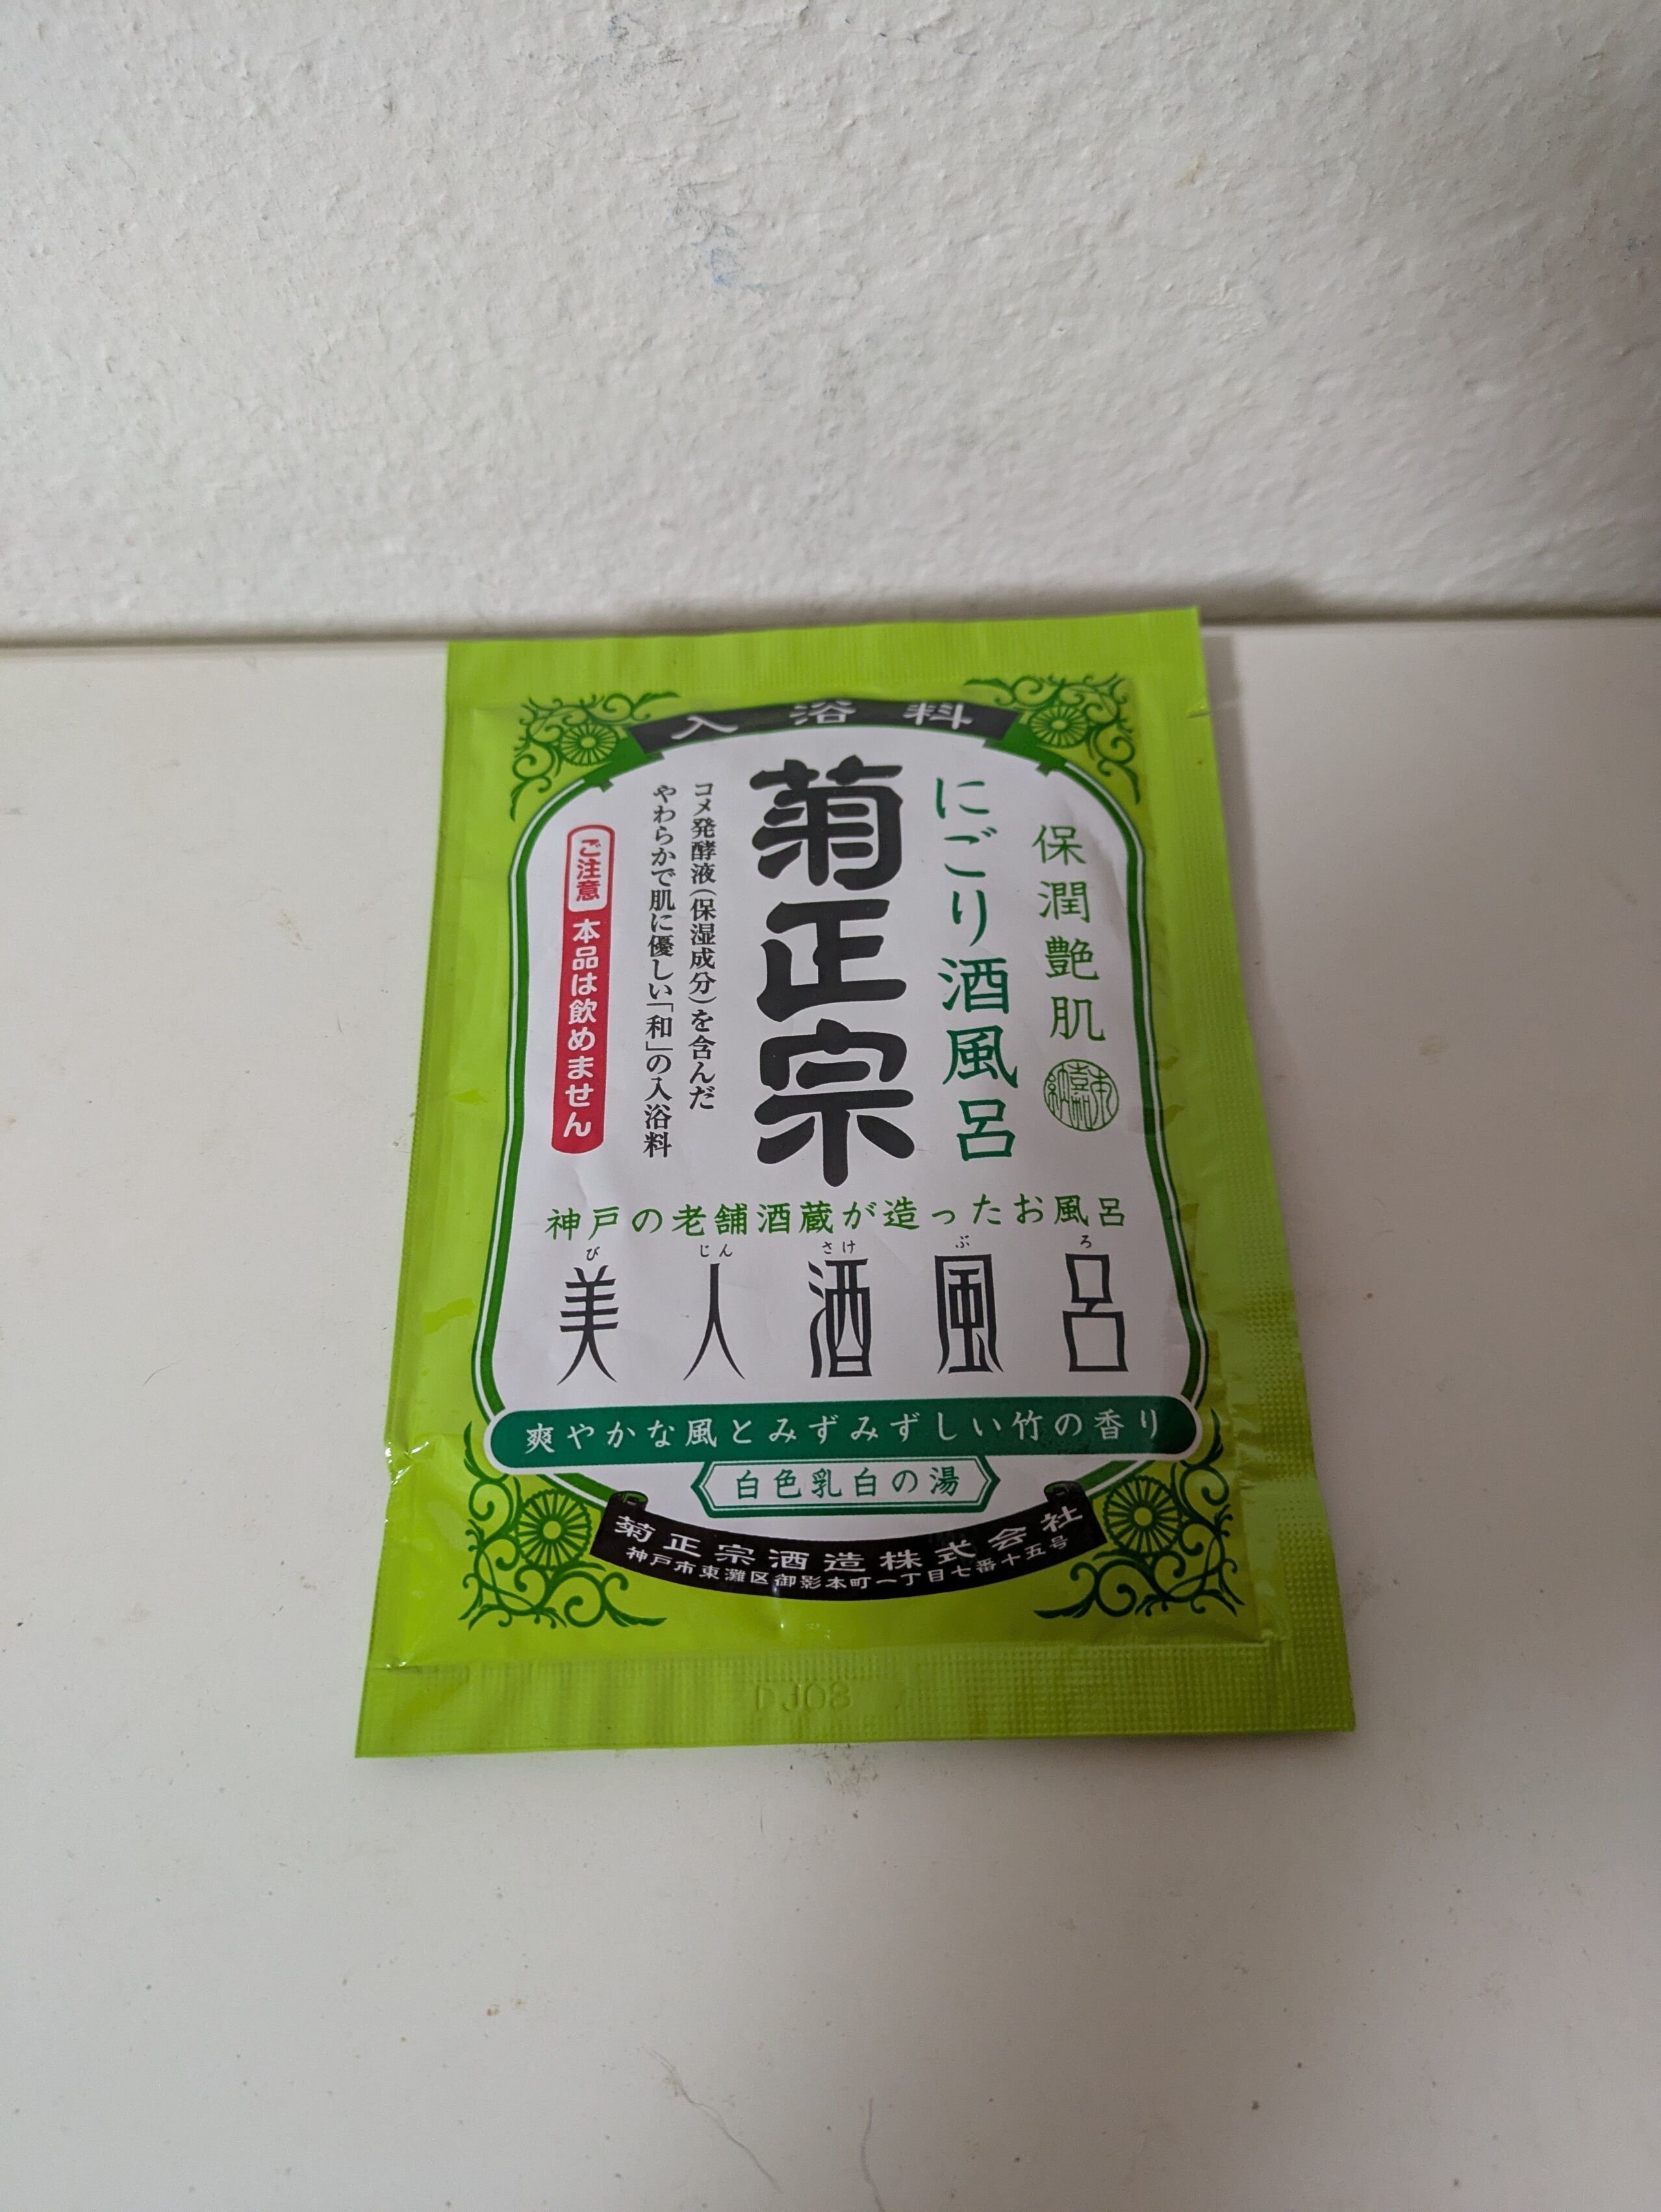 入浴料
保潤艶肌
にごり酒風呂
菊正宗
コメ発酵液(保湿成分)を含んだ
やわらかで肌に優しい「和」の入浴料
ご注意 本品は飲めません
神戸の老舗酒蔵が造ったお風呂
び じん さけ ぶ ろ
美人酒風呂
爽やかな風とみずみずしい竹の香り
白色乳白の湯
菊正宗酒造株式会社
神戸市東灘区御影本町一丁目七番十五号